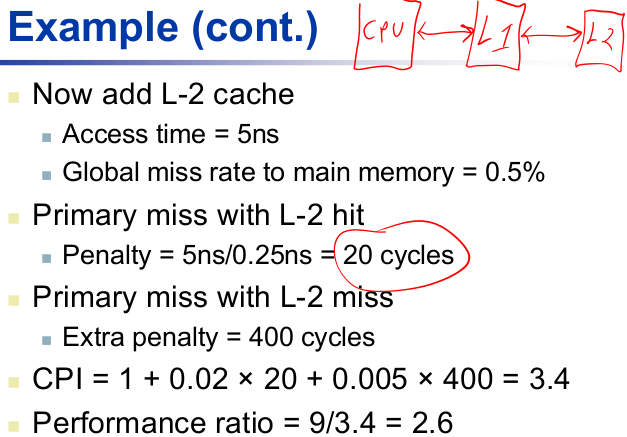 Example (cont.)
CPU L1 L2
Now add L-2 cache
Access time = 5ns
Global miss rate to main memory = 0.5%
Primary miss with L-2 hit
Penalty = 5ns/0.25ns = 20 cycles
Primary miss with L-2 miss
Extra penalty = 400 cycles
CPI = 1 + 0.02 × 20 + 0.005 × 400 = 3.4
Performance ratio = 9/3.4 = 2.6